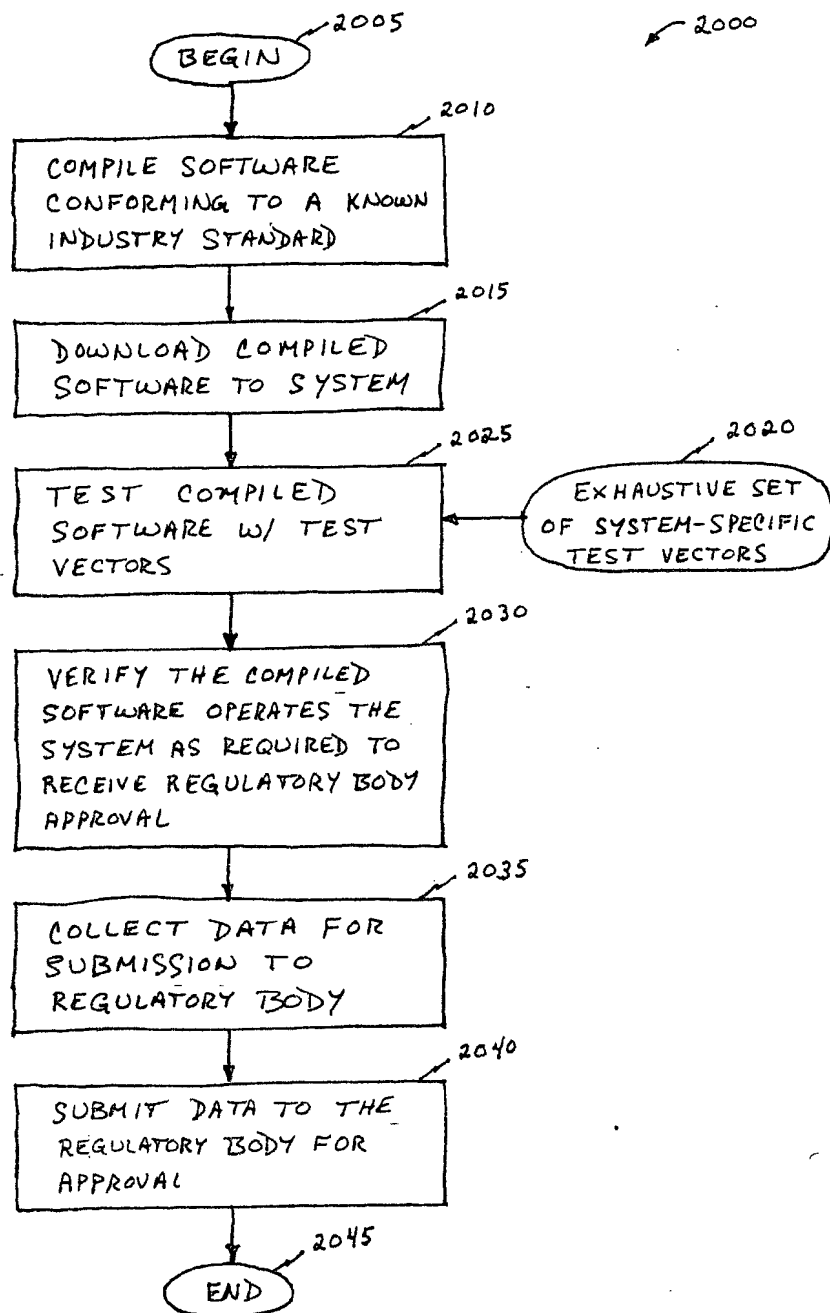 2005
BEGIN
2000
2010
COMPILE SOFTWARE
CONFORMING TO A KNOWN
INDUSTRY STANDARD
2015
DOWNLOAD COMPILED
SOFTWARE TO SYSTEM
2025
TEST COMPILED
SOFTWARE W/ TEST
VECTORS
2020
EXHAUSTIVE SET
OF SYSTEM-SPECIFIC
TEST VECTORS
2030
VERIFY THE COMPILED
SOFTWARE OPERATES THE
SYSTEM AS REQUIRED TO
RECEIVE REGULATORY BODY
APPROVAL
2035
COLLECT DATA FOR
SUBMISSION TO
REGULATORY BODY
2040
SUBMIT DATA TO THE
REGULATORY BODY FOR
APPROVAL
2045
END